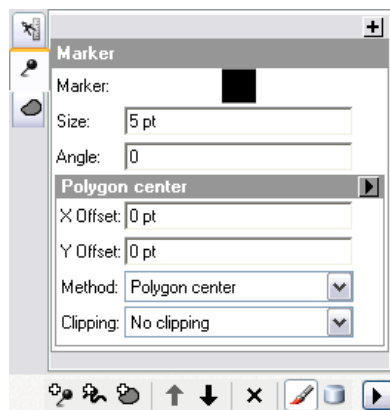 Marker
Marker:
Size: 5 pt
Angle: 0
Polygon center
X Offset: 0 pt
Y Offset: 0 pt
Method: Polygon center
Clipping: No clipping